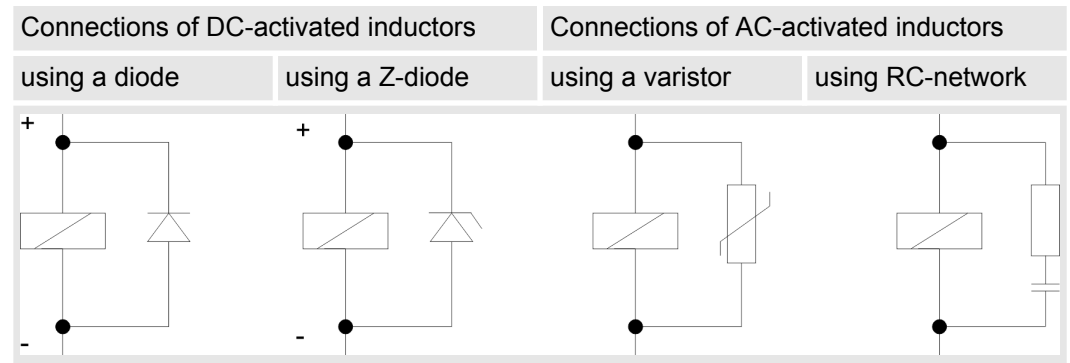 Connections of DC-activated inductors
Connections of AC-activated inductors
using a diode
using a Z-diode
using a varistor
using RC-network
+
+
-
-